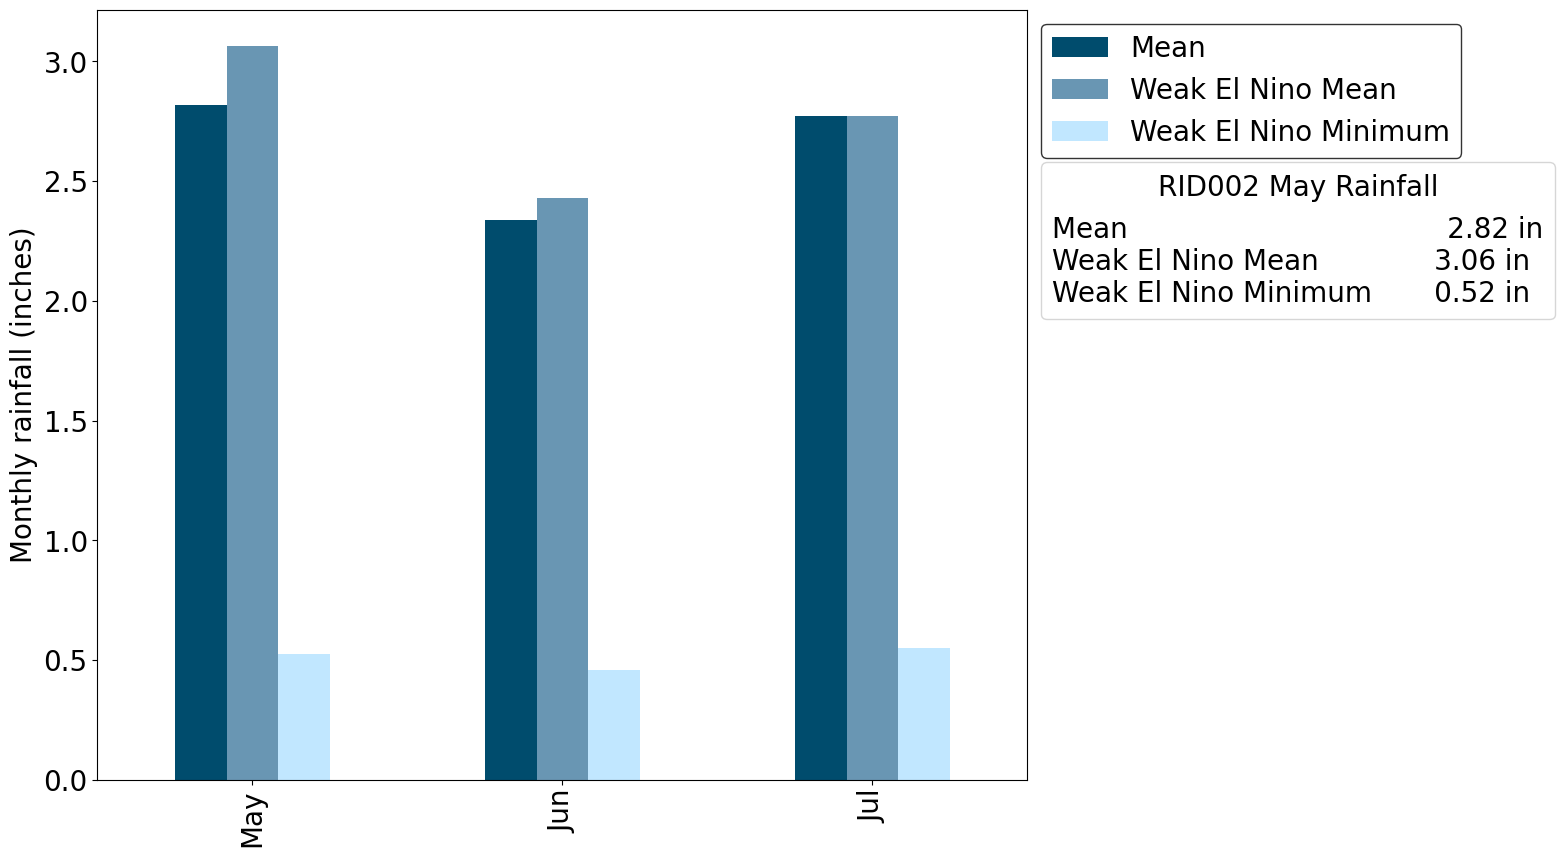 Monthly rainfall (inches)
3.0
2.5
2.0
1.5
1.0
0.5
0.0
May
Jun
Jul
Mean
Weak El Nino Mean
Weak El Nino Minimum
RID002 May Rainfall
Mean 2.82 in
Weak El Nino Mean 3.06 in
Weak El Nino Minimum 0.52 in